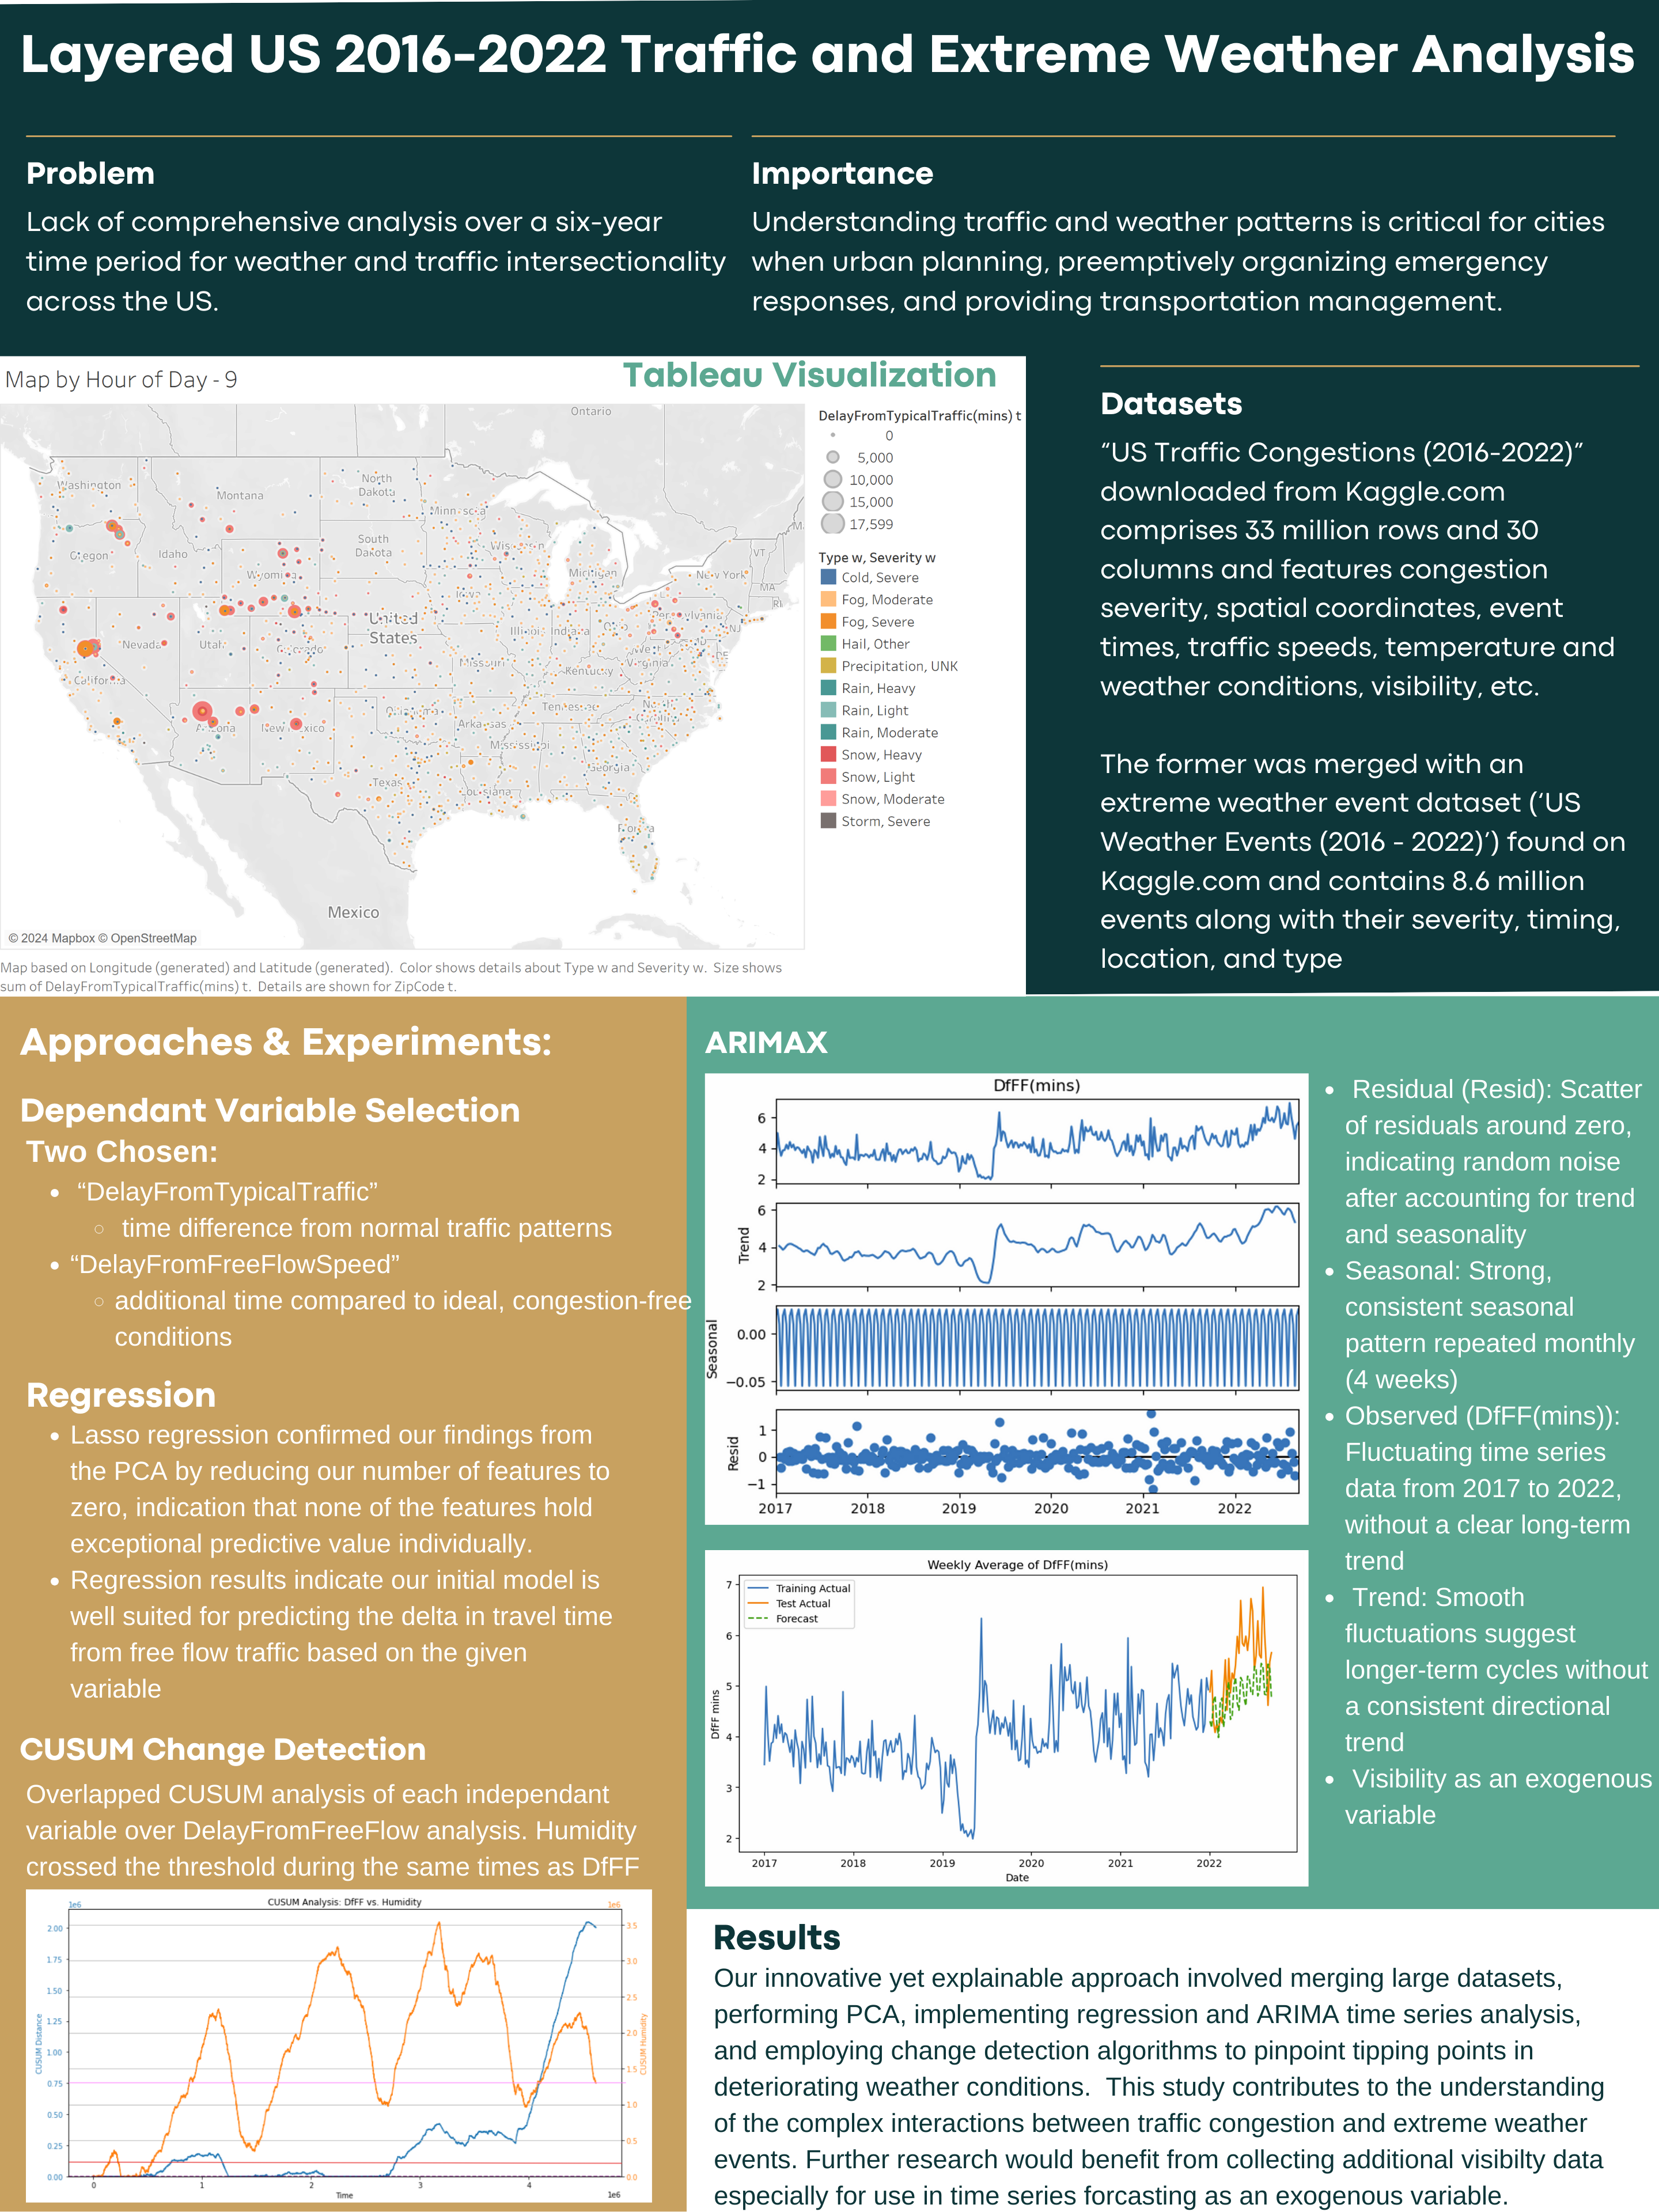 Layered US 2016-2022 Traffic and Extreme Weather Analysis
Problem
Lack of comprehensive analysis over a six-year
time period for weather and traffic intersectionality
across the US.
Importance
Understanding traffic and weather patterns is critical for cities
when urban planning, preemptively organizing emergency
responses, and providing transportation management.
Map by Hour of Day - 9
Tableau Visualization
Ontario
Washington
Montana
North
Dakota
Oregon
Idaho
South
Dakota
Michigan
VT
New York
MA
RI
United
States
Nevada
Utah
NJ
Kentucky
Texas
Georgia
Mexico
© 2024 Mapbox © OpenStreetMap
DelayFromTypicalTraffic(mins) t
0
5,000
10,000
15,000
17,599
Type w, Severity w
Cold, Severe
Fog, Moderate
Fog, Severe
Hail, Other
Precipitation, UNK
Rain, Heavy
Rain, Light
Rain, Moderate
Snow, Heavy
Snow, Light
Snow, Moderate
Storm, Severe
Map based on Longitude (generated) and Latitude (generated). Color shows details about Type w and Severity w. Size shows
sum of DelayFromTypicalTraffic(mins) t. Details are shown for ZipCode t.
Datasets
“US Traffic Congestions (2016-2022)”
downloaded from Kaggle.com
comprises 33 million rows and 30
columns and features congestion
severity, spatial coordinates, event
times, traffic speeds, temperature and
weather conditions, visibility, etc.
The former was merged with an
extreme weather event dataset (‘US
Weather Events (2016 - 2022)’) found on
Kaggle.com and contains 8.6 million
events along with their severity, timing,
location, and type
Approaches & Experiments:
Dependant Variable Selection
Two Chosen:
“DelayFromTypicalTraffic”
time difference from normal traffic patterns
“DelayFromFreeFlowSpeed”
additional time compared to ideal, congestion-free
conditions
Regression
Lasso regression confirmed our findings from
the PCA by reducing our number of features to
zero, indication that none of the features hold
exceptional predictive value individually.
Regression results indicate our initial model is
well suited for predicting the delta in travel time
from free flow traffic based on the given
variable
CUSUM Change Detection
Overlapped CUSUM analysis of each independant
variable over DelayFromFreeFlow analysis. Humidity
crossed the threshold during the same times as DfFF
CUSUM Analysis: DfFF vs. Humidity
1e6
1e6
2.00
1.75
1.50
1.25
1.00
0.75
0.50
0.25
0.00
CUSUM Distance
3.5
3.0
2.5
2.0
1.5
1.0
0.5
0.0
CUSUM Humidity
0 1 2 3 4
Time
1e6
ARIMAX
DfFF(mins)
6
4
2
Trend
6
4
2
Seasonal
0.00
−0.05
Resid
1
0
−1
2017 2018 2019 2020 2021 2022
Weekly Average of DfFF(mins)
Training Actual
Test Actual
Forecast
7
6
5
4
3
2
DfFF mins
2017 2018 2019 2020 2021 2022
Date
Residual (Resid): Scatter
of residuals around zero,
indicating random noise
after accounting for trend
and seasonality
Seasonal: Strong,
consistent seasonal
pattern repeated monthly
(4 weeks)
Observed (DfFF(mins)):
Fluctuating time series
data from 2017 to 2022,
without a clear long-term
trend
Trend: Smooth
fluctuations suggest
longer-term cycles without
a consistent directional
trend
Visibility as an exogenous
variable
Results
Our innovative yet explainable approach involved merging large datasets,
performing PCA, implementing regression and ARIMA time series analysis,
and employing change detection algorithms to pinpoint tipping points in
deteriorating weather conditions. This study contributes to the understanding
of the complex interactions between traffic congestion and extreme weather
events. Further research would benefit from collecting additional visibilty data
especially for use in time series forcasting as an exogenous variable.